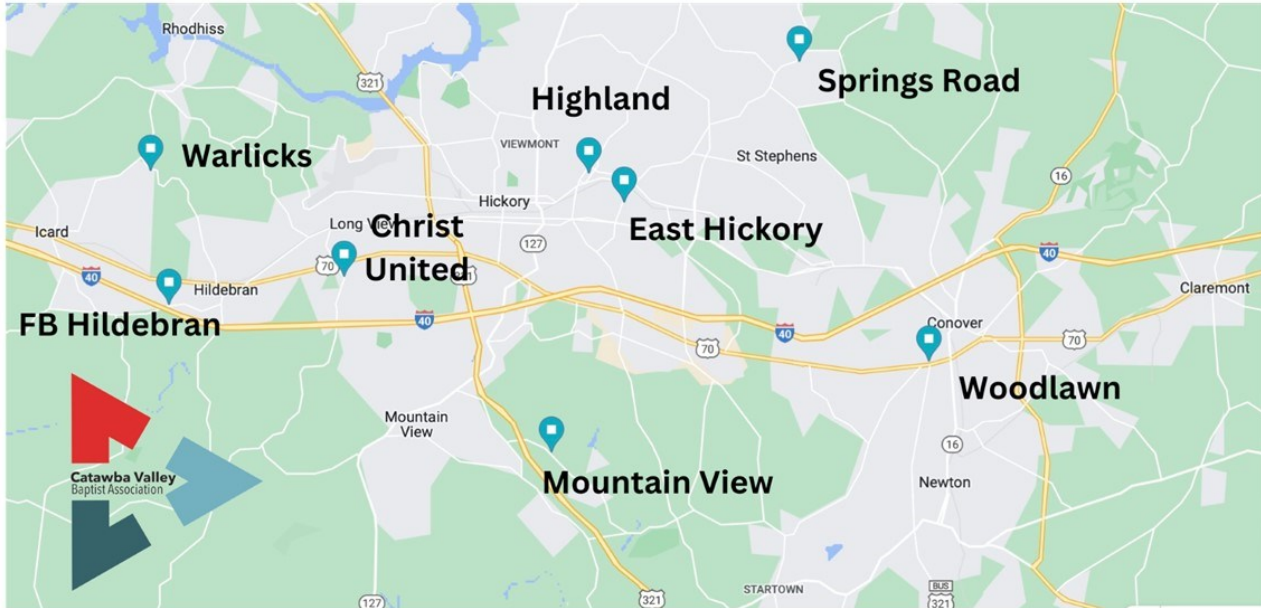 Rhodhiss
321
Springs Road
Highland
VIEWMONT
Warlicks
St Stephens
16
Hickory
Long View
Christ
United
East Hickory
Icard
127
40
70
40
Hildebran
Claremont
FB Hildebran
40
40
Conover
70
70
Woodlawn
Mountain
View
16
Catawba Valley
Baptist Association
Mountain View
Newton
STARTOWN
BUS
321
127
321